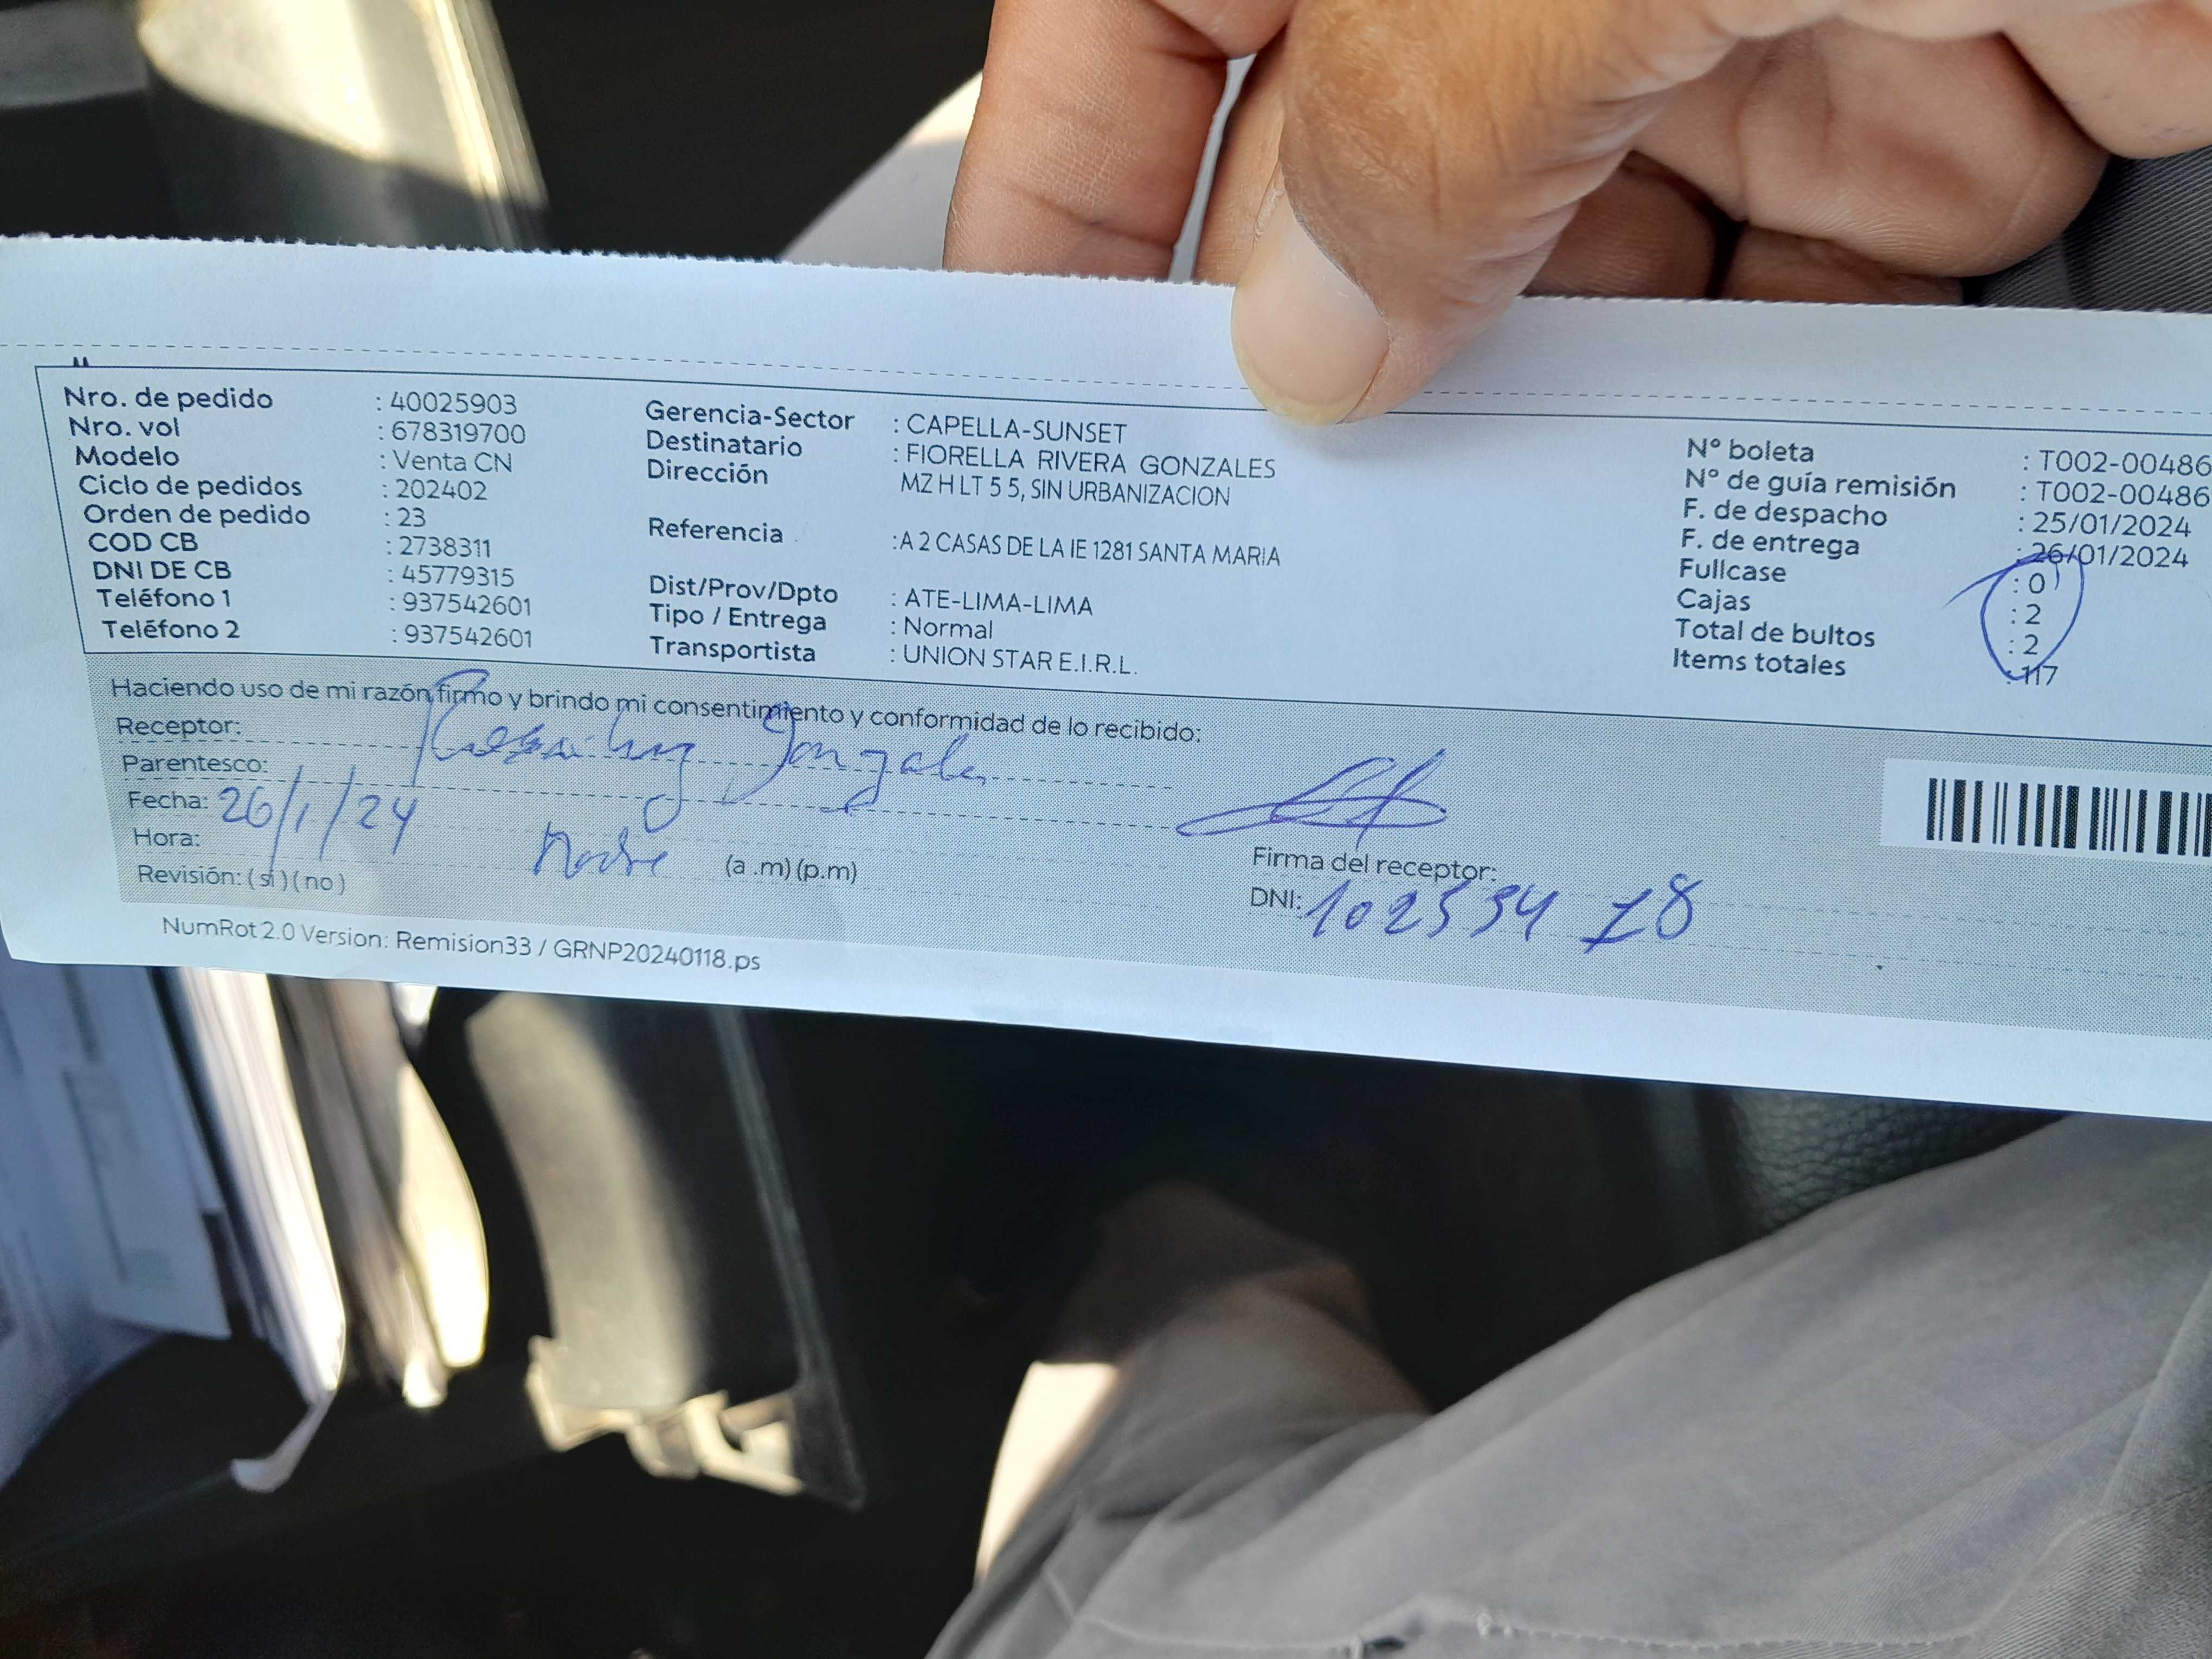 Nro. de pedido : 40025903
Nro. vol : 678319700
Modelo : Venta CN
Ciclo de pedidos : 202402
Orden de pedido : 23
COD CB : 2738311
DNI DE CB : 45779315
Teléfono 1 : 937542601
Teléfono 2 : 937542601
Gerencia-Sector : CAPELLA-SUNSET
Destinatario : FIORELLA RIVERA GONZALES
Dirección MZ H LT 5 5, SIN URBANIZACION
Referencia : A 2 CASAS DE LA IE 1281 SANTA MARIA
Dist/Prov/Dpto : ATE-LIMA-LIMA
Tipo / Entrega : Normal
Transportista : UNION STAR E.I.R.L.
Nº boleta : T002-00486
Nº de guía remisión : T002-00486
F. de despacho : 25/01/2024
F. de entrega : 26/01/2024
Fullcase : 0
Cajas : 2
Total de bultos : 2
Items totales : 117
Haciendo uso de mi razón firmo y brindo mi consentimiento y conformidad de lo recibido:
Receptor: Gonzales
Parentesco:
Fecha: 26/1/24
Hora: Madre (a .m) (p.m)
Revisión: ( si ) ( no )
Firma del receptor:
DNI: 102534 78
NumRot 2.0 Version: Remision33 / GRNP20240118.ps